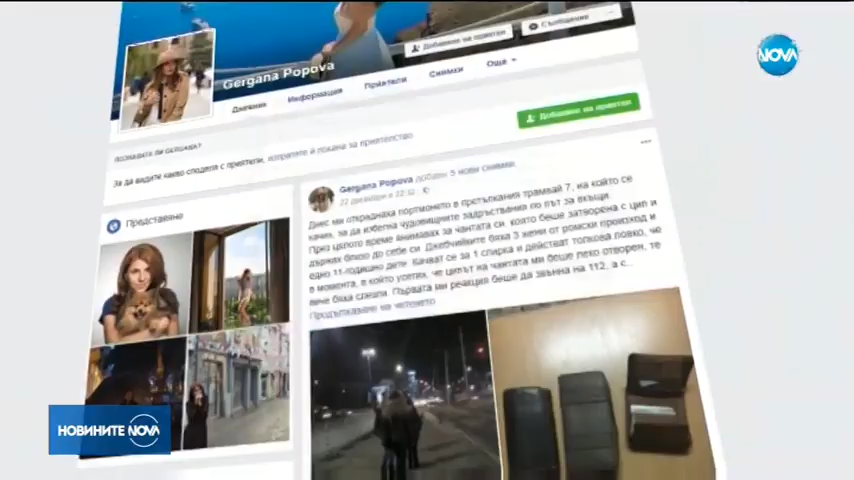 NOVA
Добавяне на приятел
Съобщение
Gergana Popova
Дневник Информация Приятели Снимки Още
ПОЗНАВАТЕ ЛИ GERGANA?
За да видите какво споделя с приятели, изпратете ѝ покана за приятелство.
Добавяне на приятел
Представяне
Gergana Popova добави 5 нови снимки.
22 декември в 22:32
Днес ми откраднаха портмонето в претъпкания трамвай 7, на който се
качих, за да избегна чудовищните задръствания по път за вкъщи.
През цялото време внимавах за чантата си, която беше затворена с цип и
държах близо до себе си. Джебчийките бяха 3 жени от ромски произход и
едно 11-годишно дете. Качват се за 1 спирка и действат толкова ловко, че
в момента, в който усетих, че ципът на чантата ми беше леко отворен, те
вече бяха слезли. Първата ми реакция беше да звънна на 112, а с...
Продължаване на четенето
НОВИНИТЕ NOVA